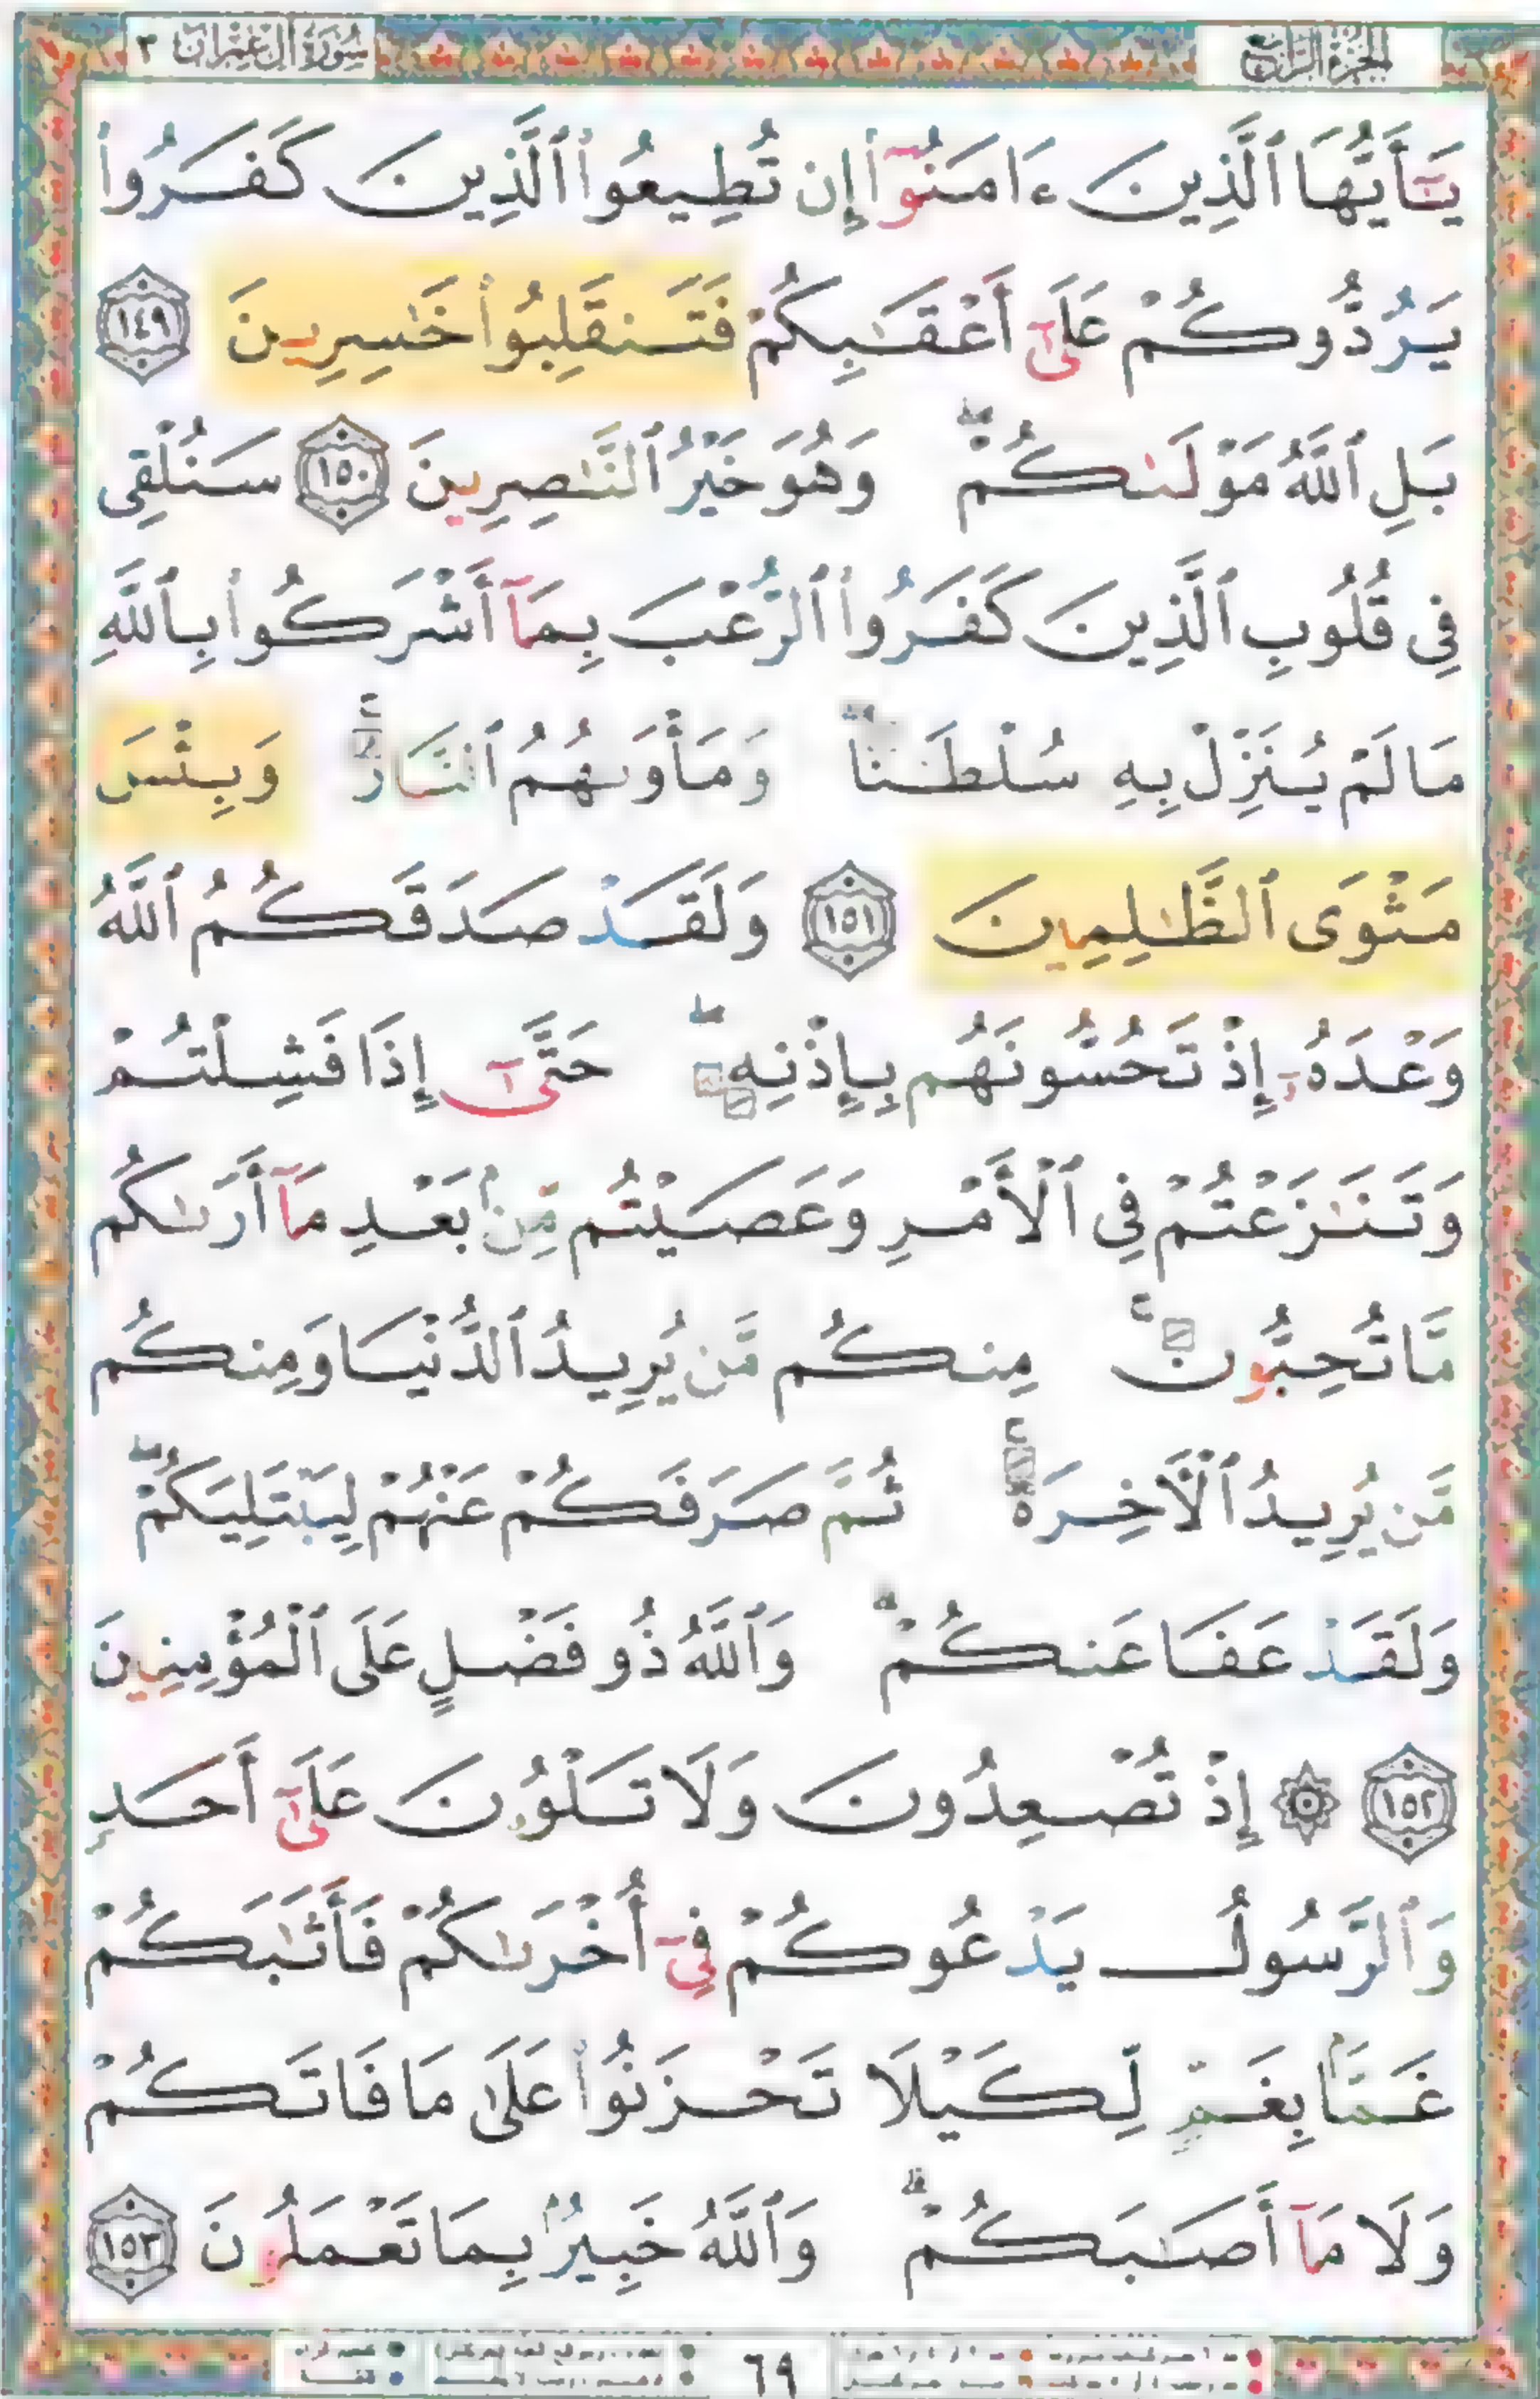 سُورَةُ آلِ عِمْرَانَ ٣
الجزء الرابع
يَٰٓأَيُّهَا ٱلَّذِينَ ءَامَنُوٓا۟ إِن تُطِيعُوا۟ ٱلَّذِينَ كَفَرُوا۟
يَرُدُّوكُمْ عَلَىٰٓ أَعْقَٰبِكُمْ فَتَنقَلِبُوا۟ خَٰسِرِينَ ١٤٩
بَلِ ٱللَّهُ مَوْلَىٰكُمْ ۖ وَهُوَ خَيْرُ ٱلنَّٰصِرِينَ ١٥٠ سَنُلْقِى
فِى قُلُوبِ ٱلَّذِينَ كَفَرُوا۟ ٱلرُّعْبَ بِمَآ أَشْرَكُوا۟ بِٱللَّهِ
مَا لَمْ يُنَزِّلْ بِهِ سُلْطَٰنًا ۖ وَمَأْوَىٰهُمُ ٱلنَّارُ ۚ وَبِئْسَ
مَثْوَى ٱلظَّٰلِمِينَ ١٥١ وَلَقَدْ صَدَقَكُمُ ٱللَّهُ
وَعْدَهُۥٓ إِذْ تَحُسُّونَهُم بِإِذْنِهِۦ ۖ حَتَّىٰٓ إِذَا فَشِلْتُمْ
وَتَنَٰزَعْتُمْ فِى ٱلْأَمْرِ وَعَصَيْتُم مِّنۢ بَعْدِ مَآ أَرَىٰكُم
مَّا تُحِبُّونَ ۚ مِنكُم مَّن يُرِيدُ ٱلدُّنْيَا وَمِنكُم
مَّن يُرِيدُ ٱلْـَٔاخِرَةَ ۚ ثُمَّ صَرَفَكُمْ عَنْهُمْ لِيَبْتَلِيَكُمْ ۖ
وَلَقَدْ عَفَا عَنكُمْ ۗ وَٱللَّهُ ذُو فَضْلٍ عَلَى ٱلْمُؤْمِنِينَ
١٥٢ ۞ إِذْ تُصْعِدُونَ وَلَا تَلْوُۥنَ عَلَىٰٓ أَحَدٍ
وَٱلرَّسُولُ يَدْعُوكُمْ فِىٓ أُخْرَىٰكُمْ فَأَثَٰبَكُمْ
غَمًّۢا بِغَمٍّ لِّكَيْلَا تَحْزَنُوا۟ عَلَىٰ مَا فَاتَكُمْ
وَلَا مَآ أَصَٰبَكُمْ ۗ وَٱللَّهُ خَبِيرٌۢ بِمَا تَعْمَلُونَ ١٥٣
٦٩